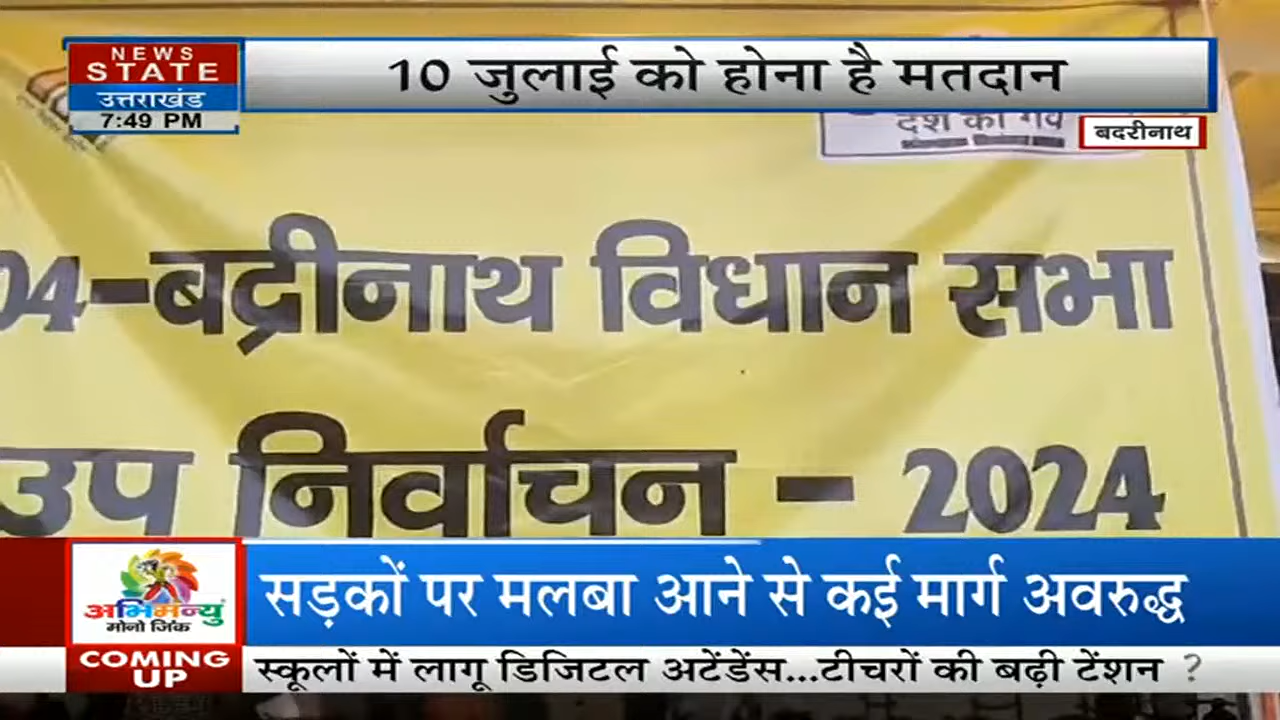 NEWS
STATE
उत्तराखंड
7:49 PM
10 जुलाई को होना है मतदान
देश का गर्व
बदरीनाथ
04-बद्रीनाथ विधान सभा
उप निर्वाचन - 2024
अभिमन्यु
मोनो जिंक
सड़कों पर मलबा आने से कई मार्ग अवरुद्ध
COMING
UP
स्कूलों में लागू डिजिटल अटेंडेंस...टीचरों की बढ़ी टेंशन ?